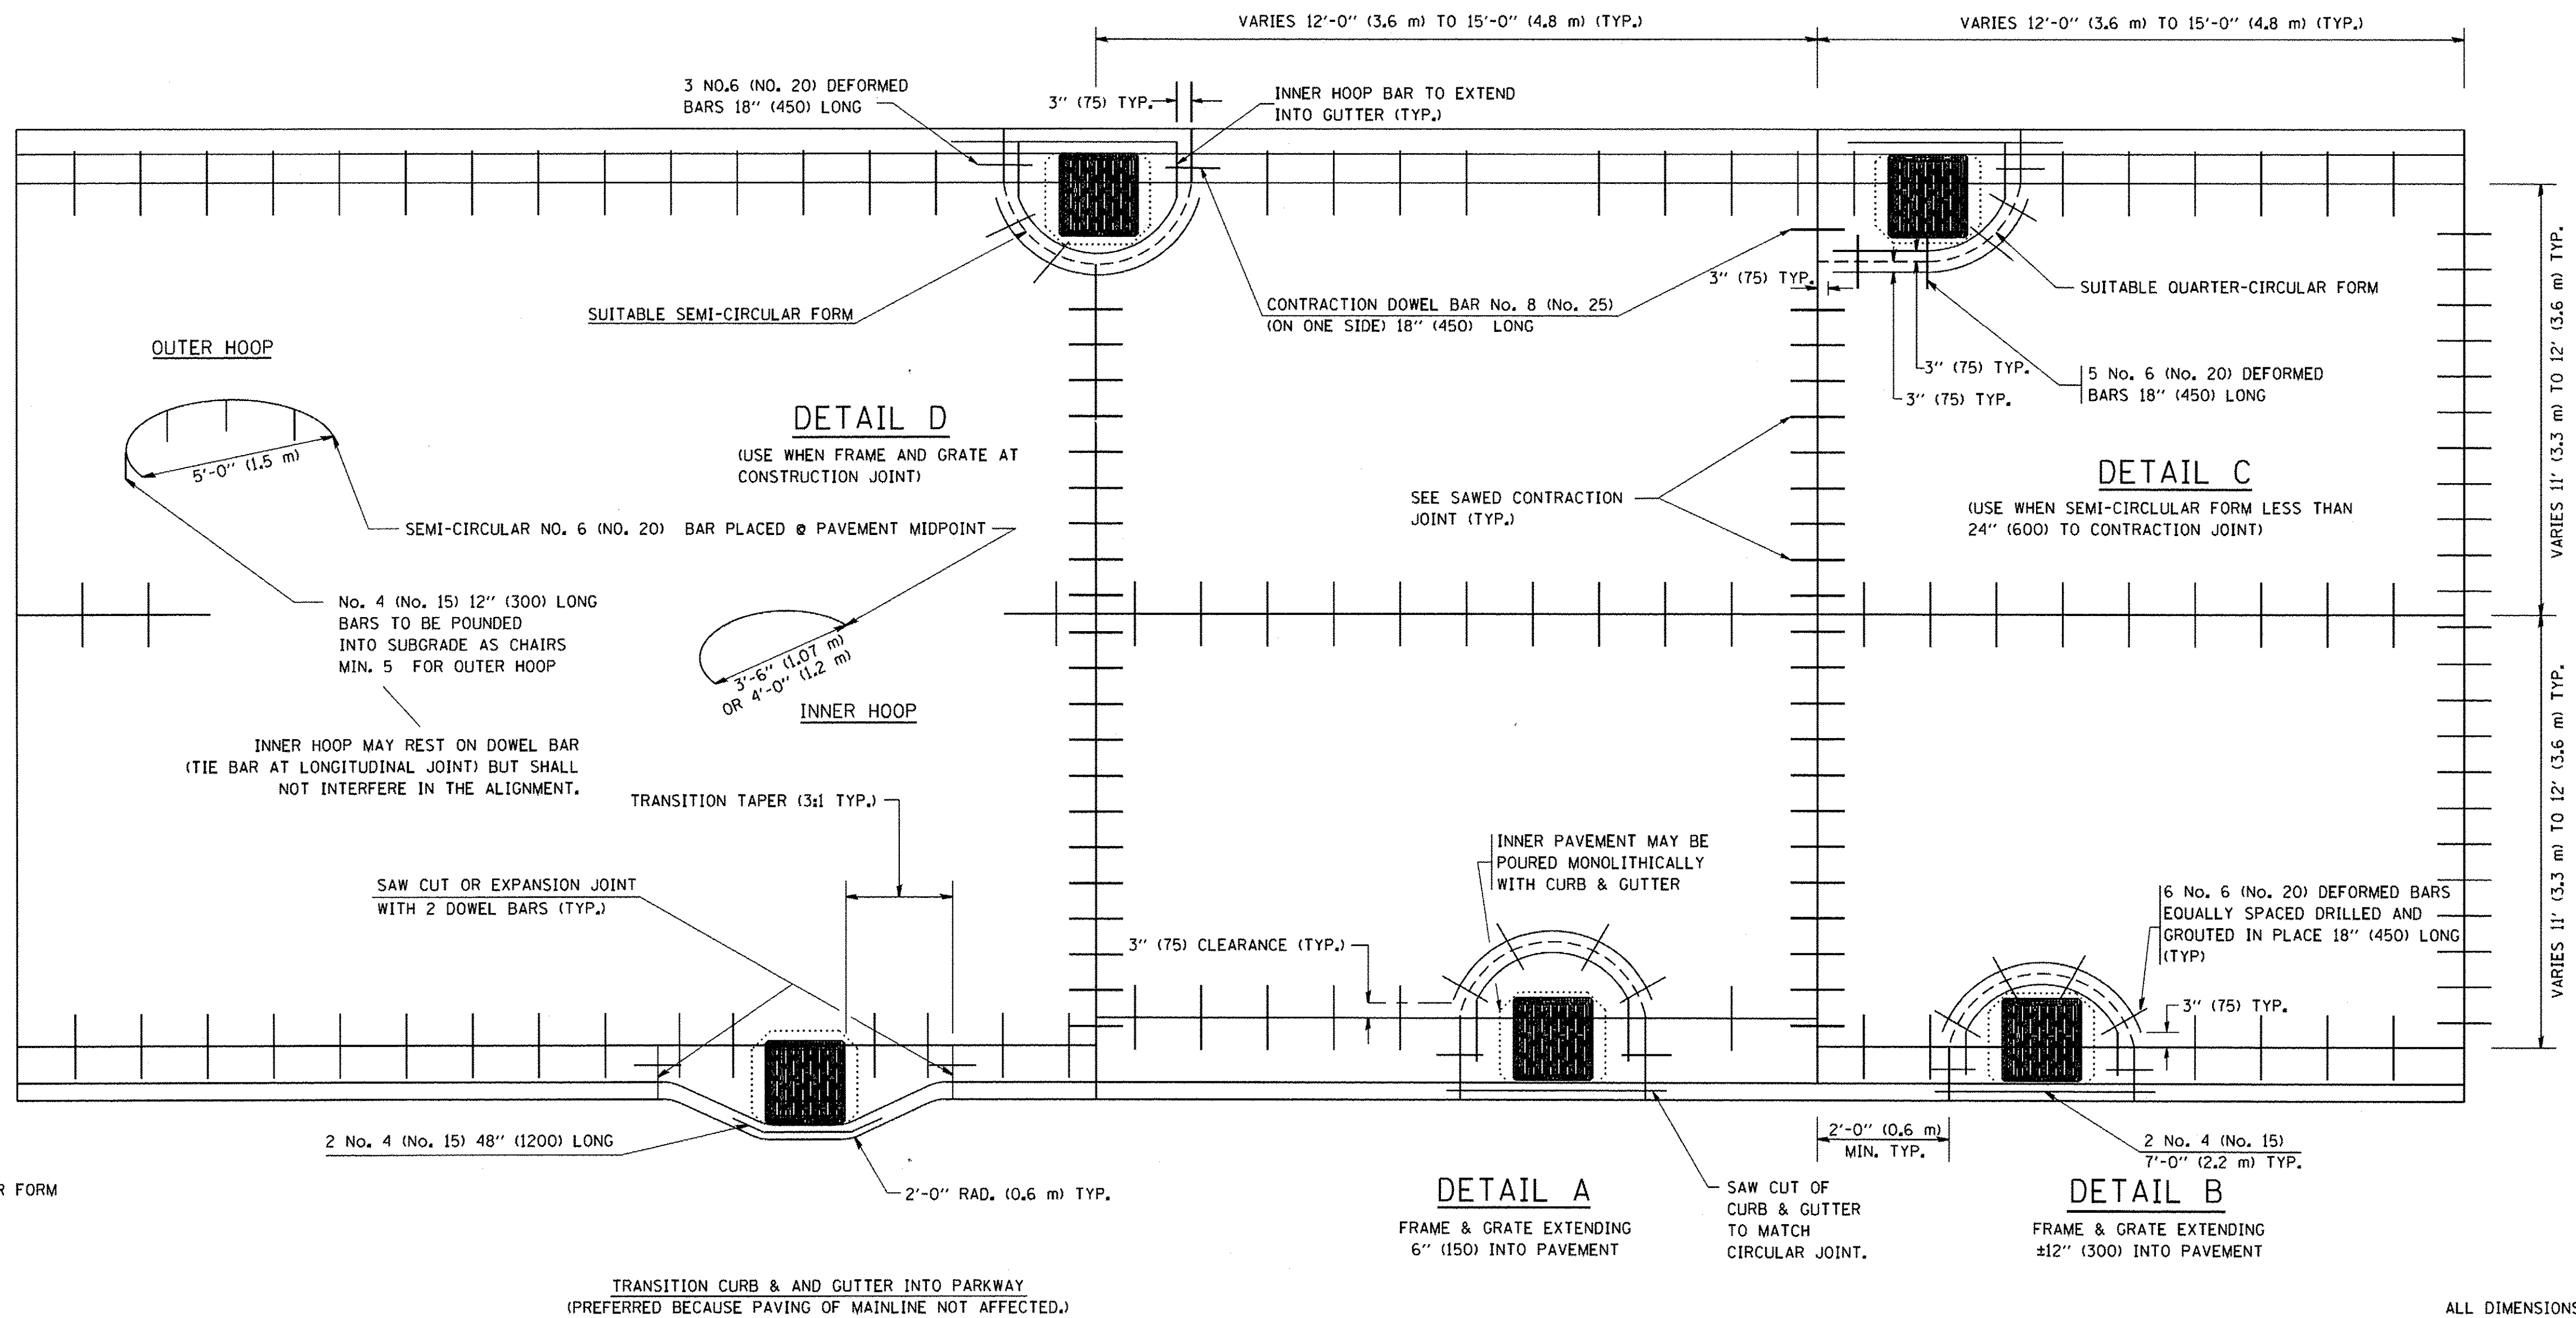 VARIES 12'-0" (3.6 m) TO 15'-0" (4.8 m) (TYP.)
VARIES 12'-0" (3.6 m) TO 15'-0" (4.8 m) (TYP.)
3 NO.6 (NO. 20) DEFORMED
BARS 18" (450) LONG
3" (75) TYP.
INNER HOOP BAR TO EXTEND
INTO GUTTER (TYP.)
SUITABLE SEMI-CIRCULAR FORM
CONTRACTION DOWEL BAR No. 8 (No. 25)
(ON ONE SIDE) 18" (450) LONG
3" (75) TYP.
SUITABLE QUARTER-CIRCULAR FORM
3" (75) TYP.
3" (75) TYP.
5 No. 6 (No. 20) DEFORMED
BARS 18" (450) LONG
VARIES 11' (3.3 m) TO 12' (3.6 m) TYP.
OUTER HOOP
5'-0" (1.5 m)
DETAIL D
(USE WHEN FRAME AND GRATE AT
CONSTRUCTION JOINT)
DETAIL C
(USE WHEN SEMI-CIRCLULAR FORM LESS THAN
24" (600) TO CONTRACTION JOINT)
SEE SAWED CONTRACTION
JOINT (TYP.)
SEMI-CIRCULAR NO. 6 (NO. 20) BAR PLACED @ PAVEMENT MIDPOINT
No. 4 (No. 15) 12" (300) LONG
BARS TO BE POUNDED
INTO SUBGRADE AS CHAIRS
MIN. 5 FOR OUTER HOOP
3'-6" (1.07 m)
OR 4'-0" (1.2 m)
INNER HOOP
INNER HOOP MAY REST ON DOWEL BAR
(TIE BAR AT LONGITUDINAL JOINT) BUT SHALL
NOT INTERFERE IN THE ALIGNMENT.
VARIES 11' (3.3 m) TO 12' (3.6 m) TYP.
TRANSITION TAPER (3:1 TYP.)
SAW CUT OR EXPANSION JOINT
WITH 2 DOWEL BARS (TYP.)
INNER PAVEMENT MAY BE
POURED MONOLITHICALLY
WITH CURB & GUTTER
3" (75) CLEARANCE (TYP.)
6 No. 6 (No. 20) DEFORMED BARS
EQUALLY SPACED DRILLED AND
GROUTED IN PLACE 18" (450) LONG
(TYP)
3" (75) TYP.
2 No. 4 (No. 15) 48" (1200) LONG
2'-0" RAD. (0.6 m) TYP.
2'-0" (0.6 m)
MIN. TYP.
2 No. 4 (No. 15)
7'-0" (2.2 m) TYP.
R FORM
DETAIL A
FRAME & GRATE EXTENDING
6" (150) INTO PAVEMENT
SAW CUT OF
CURB & GUTTER
TO MATCH
CIRCULAR JOINT.
DETAIL B
FRAME & GRATE EXTENDING
±12" (300) INTO PAVEMENT
TRANSITION CURB & AND GUTTER INTO PARKWAY
(PREFERRED BECAUSE PAVING OF MAINLINE NOT AFFECTED.)
ALL DIMENSIONS